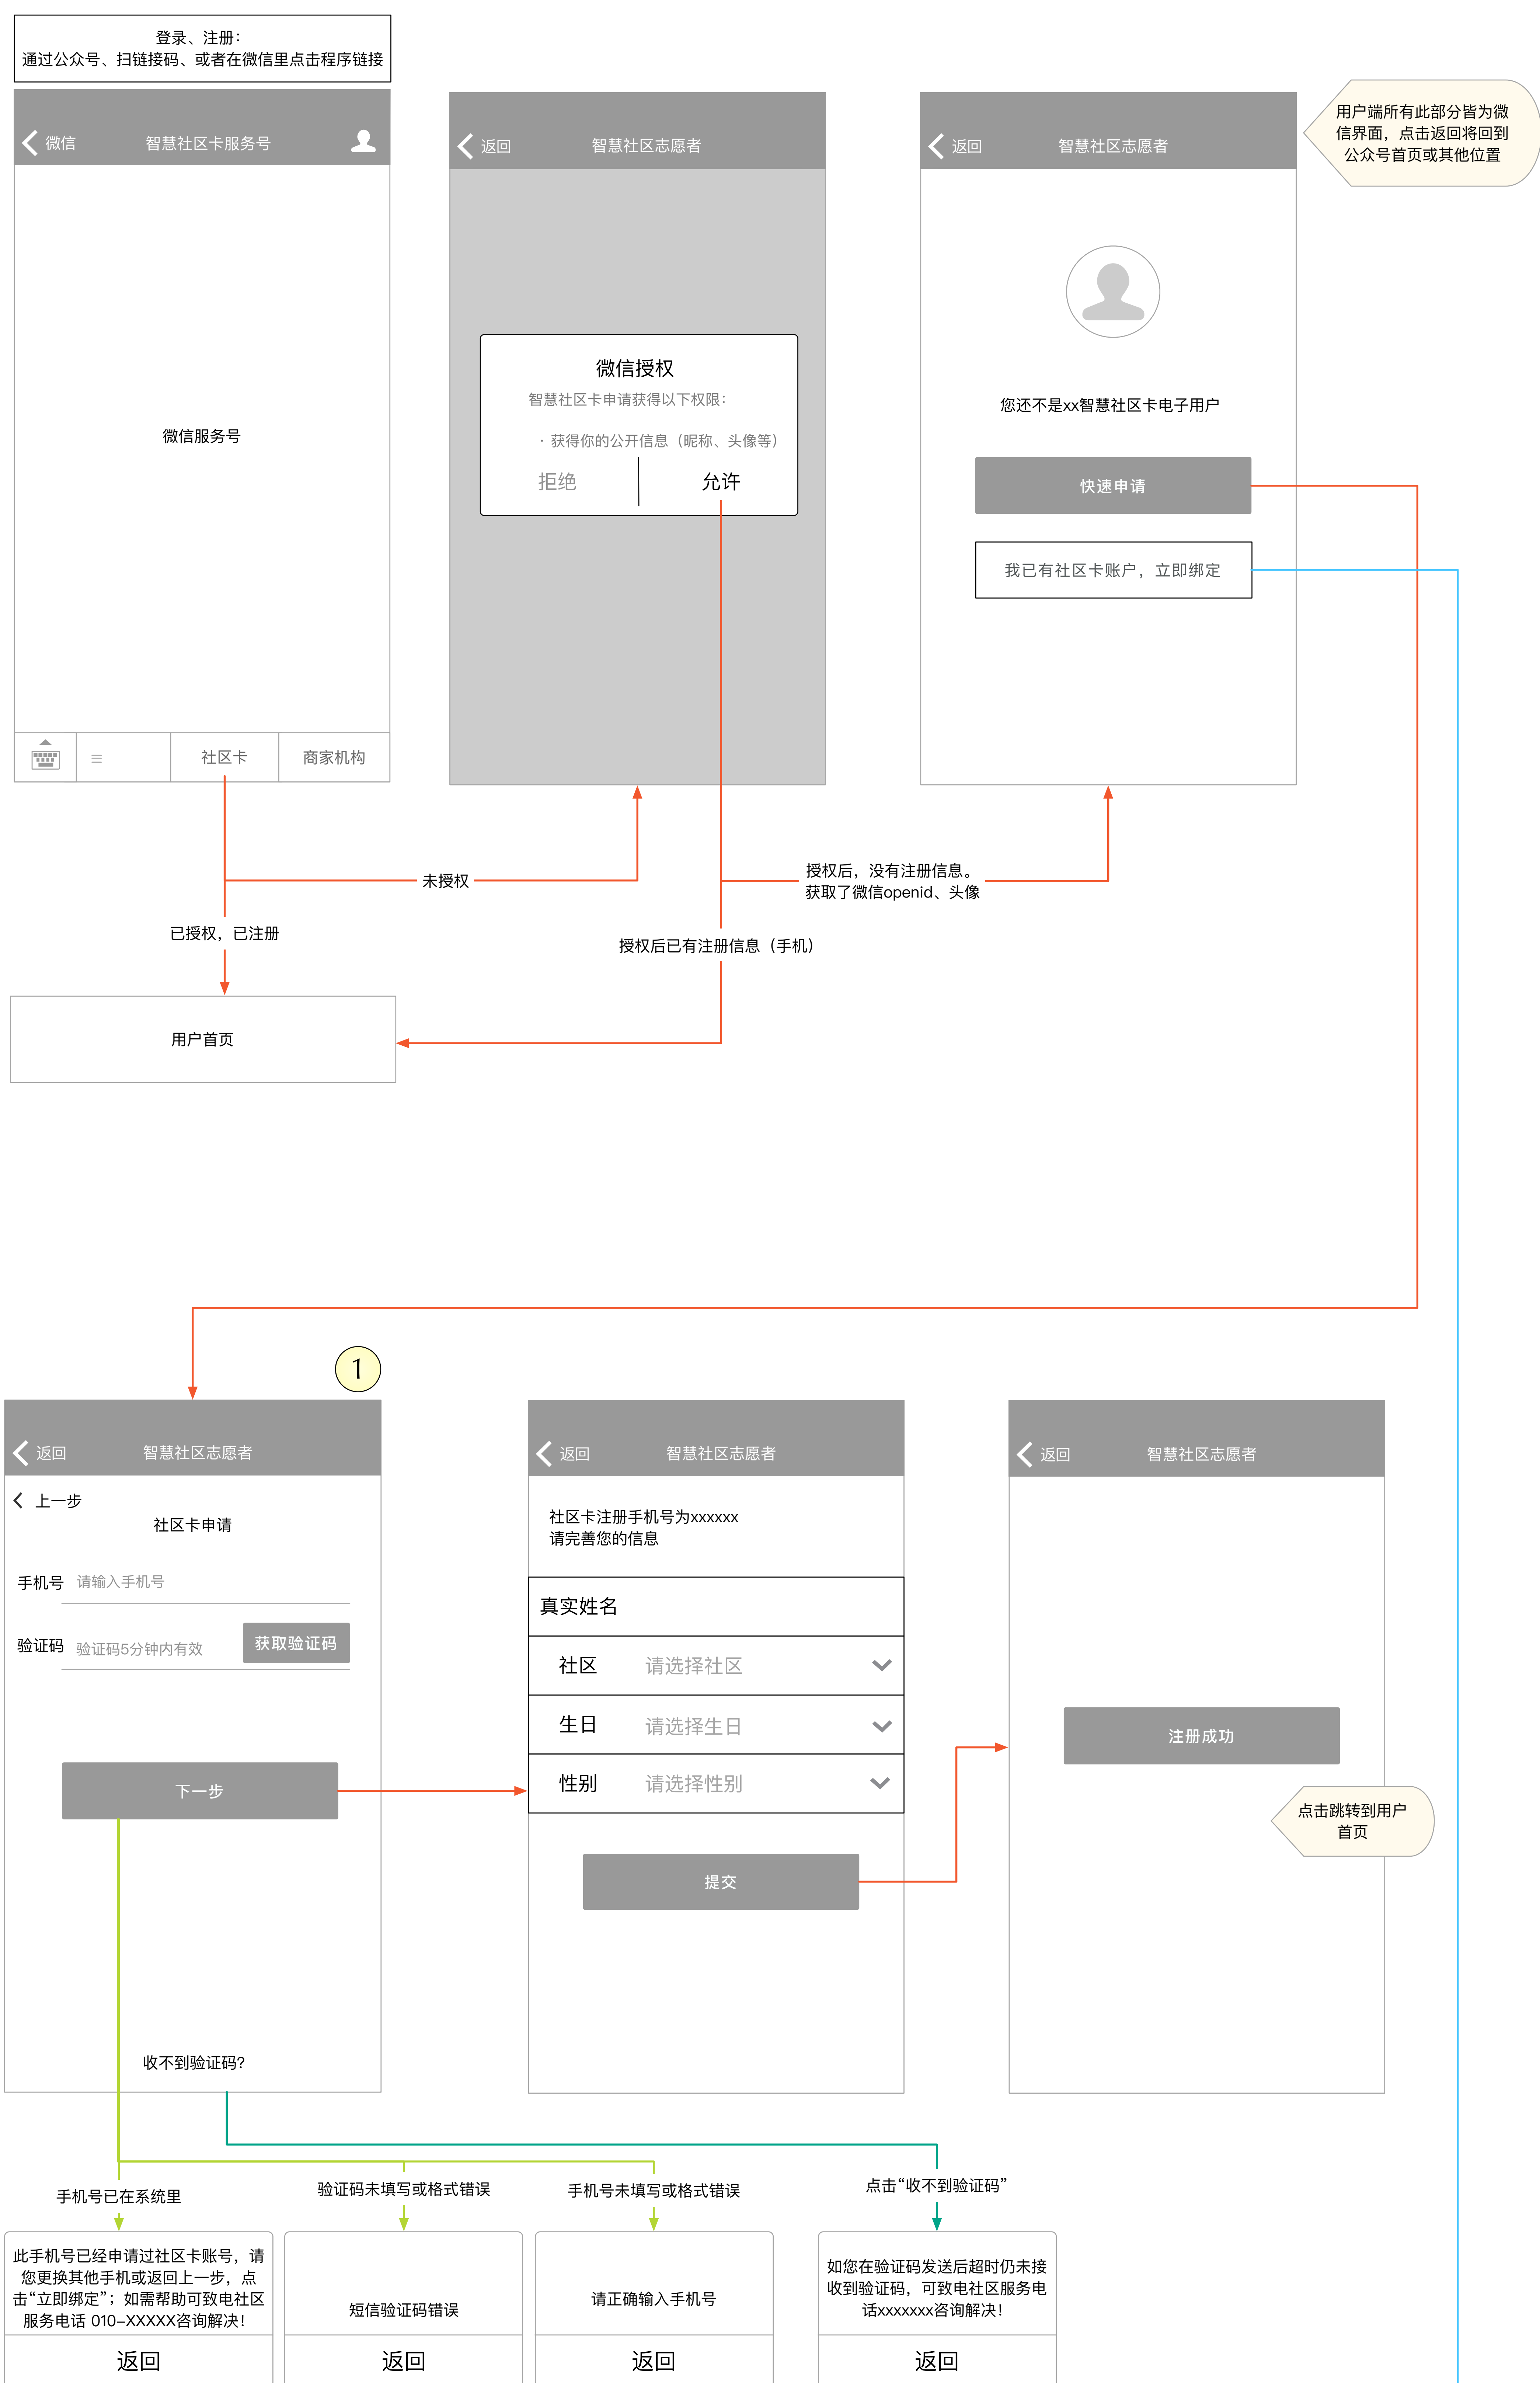 登录、注册：
通过公众号、扫链接码、或者在微信里点击程序链接
微信
智慧社区卡服务号
微信服务号
社区卡
商家机构
返回
智慧社区志愿者
微信授权
智慧社区卡申请获得以下权限：
· 获得你的公开信息（昵称、头像等）
拒绝
允许
返回
智慧社区志愿者
您还不是xx智慧社区卡电子用户
快速申请
我已有社区卡账户，立即绑定
用户端所有此部分皆为微
信界面，点击返回将回到
公众号首页或其他位置
未授权
授权后，没有注册信息。
获取了微信openid、头像
已授权，已注册
授权后已有注册信息（手机）
用户首页
1
返回
智慧社区志愿者
上一步
社区卡申请
手机号
请输入手机号
验证码
验证码5分钟内有效
获取验证码
下一步
收不到验证码？
返回
智慧社区志愿者
社区卡注册手机号为xxxxxx
请完善您的信息
真实姓名
社区
请选择社区
生日
请选择生日
性别
请选择性别
提交
返回
智慧社区志愿者
注册成功
点击跳转到用户
首页
手机号已在系统里
验证码未填写或格式错误
手机号未填写或格式错误
点击“收不到验证码”
此手机号已经申请过社区卡账号，请
您更换其他手机或返回上一步，点
击“立即绑定”；如需帮助可致电社区
服务电话 010-XXXXX咨询解决！
返回
短信验证码错误
返回
请正确输入手机号
返回
如您在验证码发送后超时仍未接
收到验证码，可致电社区服务电
话xxxxxxx咨询解决！
返回